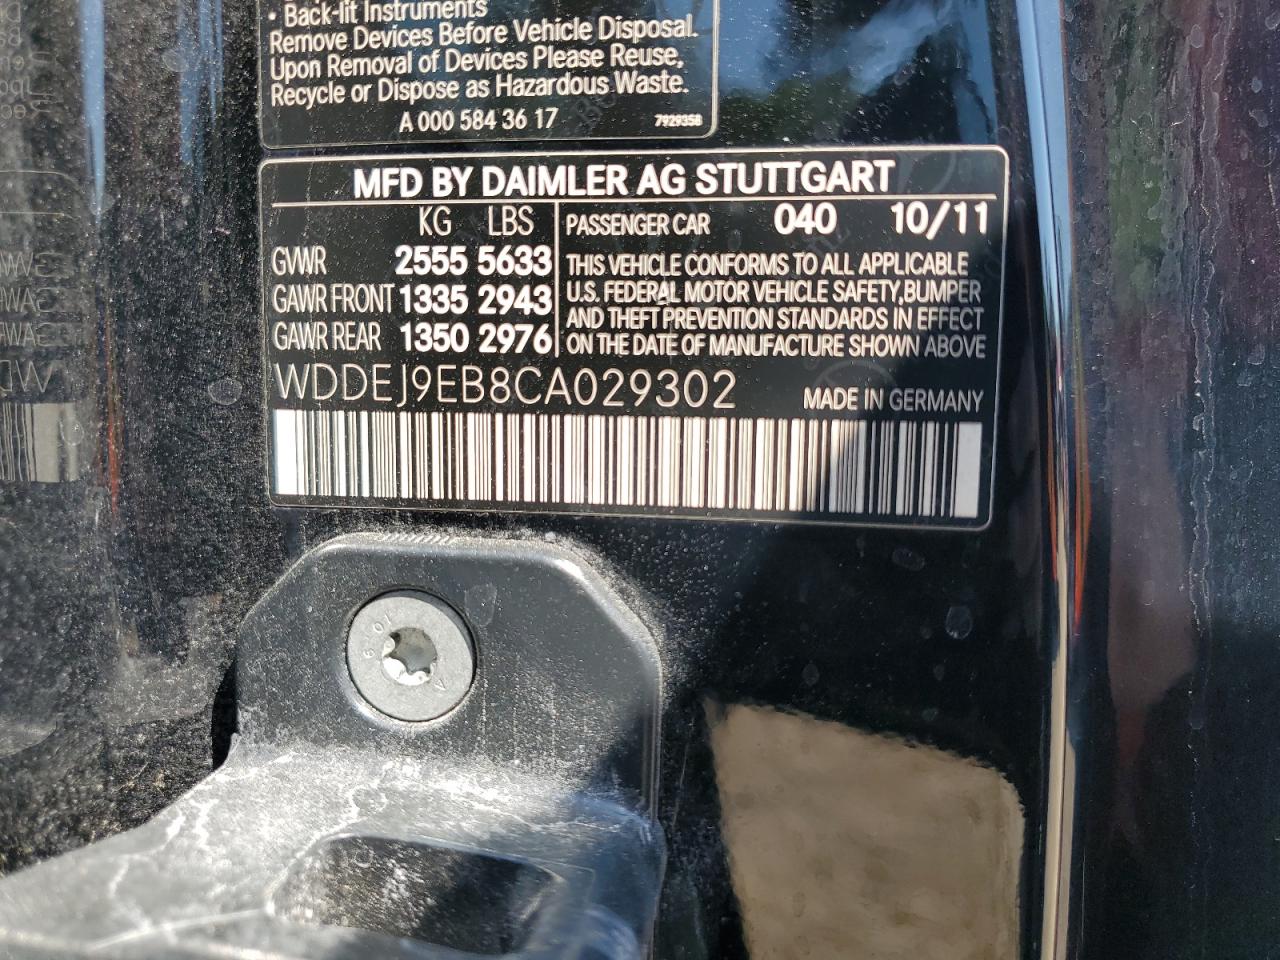 • Back-lit Instruments
Remove Devices Before Vehicle Disposal.
Upon Removal of Devices Please Reuse,
Recycle or Dispose as Hazardous Waste.
A 000 584 36 17 7929358
MFD BY DAIMLER AG STUTTGART
KG LBS
GVWR 2555 5633
GAWR FRONT 1335 2943
GAWR REAR 1350 2976
PASSENGER CAR 040 10/11
THIS VEHICLE CONFORMS TO ALL APPLICABLE
U.S. FEDERAL MOTOR VEHICLE SAFETY, BUMPER
AND THEFT PREVENTION STANDARDS IN EFFECT
ON THE DATE OF MANUFACTURE SHOWN ABOVE
WDDEJ9EB8CA029302 MADE IN GERMANY
10.9
A